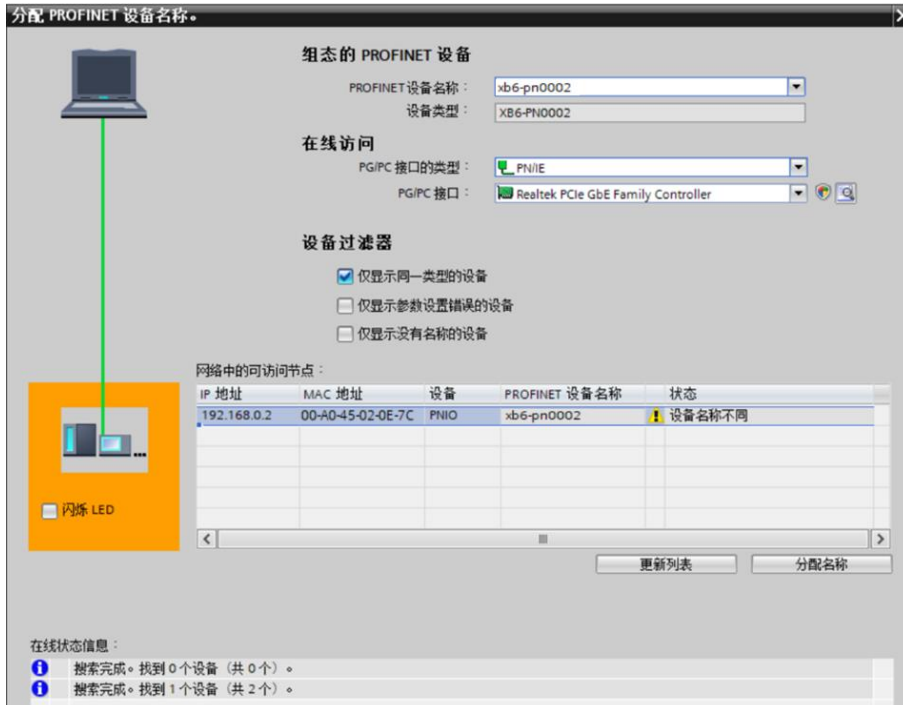 分配 PROFINET 设备名称。
组态的 PROFINET 设备
PROFINET设备名称：
xb6-pn0002
设备类型：
XB6-PN0002
在线访问
PG/PC 接口的类型：
PN/IE
PG/PC 接口：
Realtek PCIe GbE Family Controller
设备过滤器
仅显示同一类型的设备
仅显示参数设置错误的设备
仅显示没有名称的设备
网络中的可访问节点：
IP 地址 MAC 地址 设备 PROFINET 设备名称 状态
192.168.0.2 00-A0-45-02-0E-7C PNIO xb6-pn0002 设备名称不同
闪烁 LED
更新列表 分配名称
在线状态信息：
搜索完成。找到 0 个设备（共 0 个）。
搜索完成。找到 1 个设备（共 2 个）。